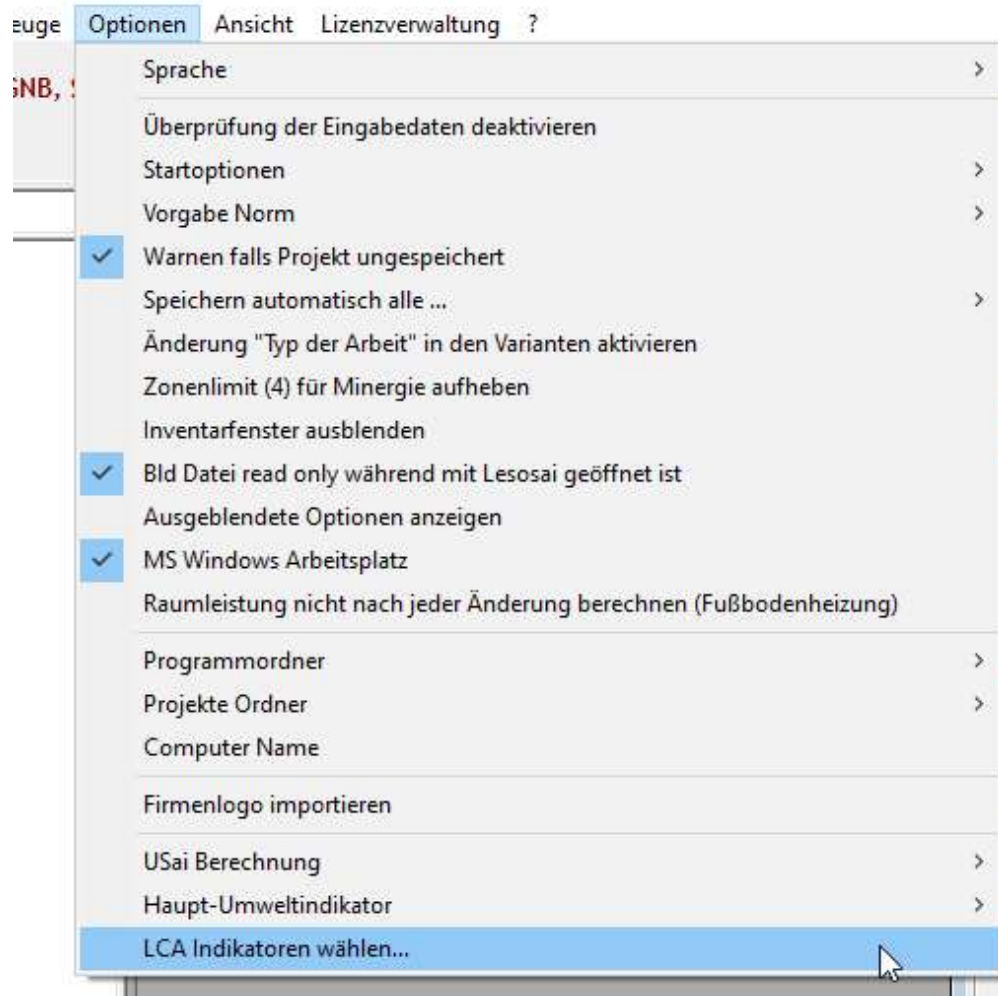 euge Optionen Ansicht Lizenzverwaltung ?
GNB, S
Sprache
Überprüfung der Eingabedaten deaktivieren
Startoptionen
Vorgabe Norm
Warnen falls Projekt ungespeichert
Speichern automatisch alle ...
Änderung "Typ der Arbeit" in den Varianten aktivieren
Zonenlimit (4) für Minergie aufheben
Inventarfenster ausblenden
Bld Datei read only während mit Lesosai geöffnet ist
Ausgeblendete Optionen anzeigen
MS Windows Arbeitsplatz
Raumleistung nicht nach jeder Änderung berechnen (Fußbodenheizung)
Programmordner
Projekte Ordner
Computer Name
Firmenlogo importieren
USai Berechnung
Haupt-Umweltindikator
LCA Indikatoren wählen...